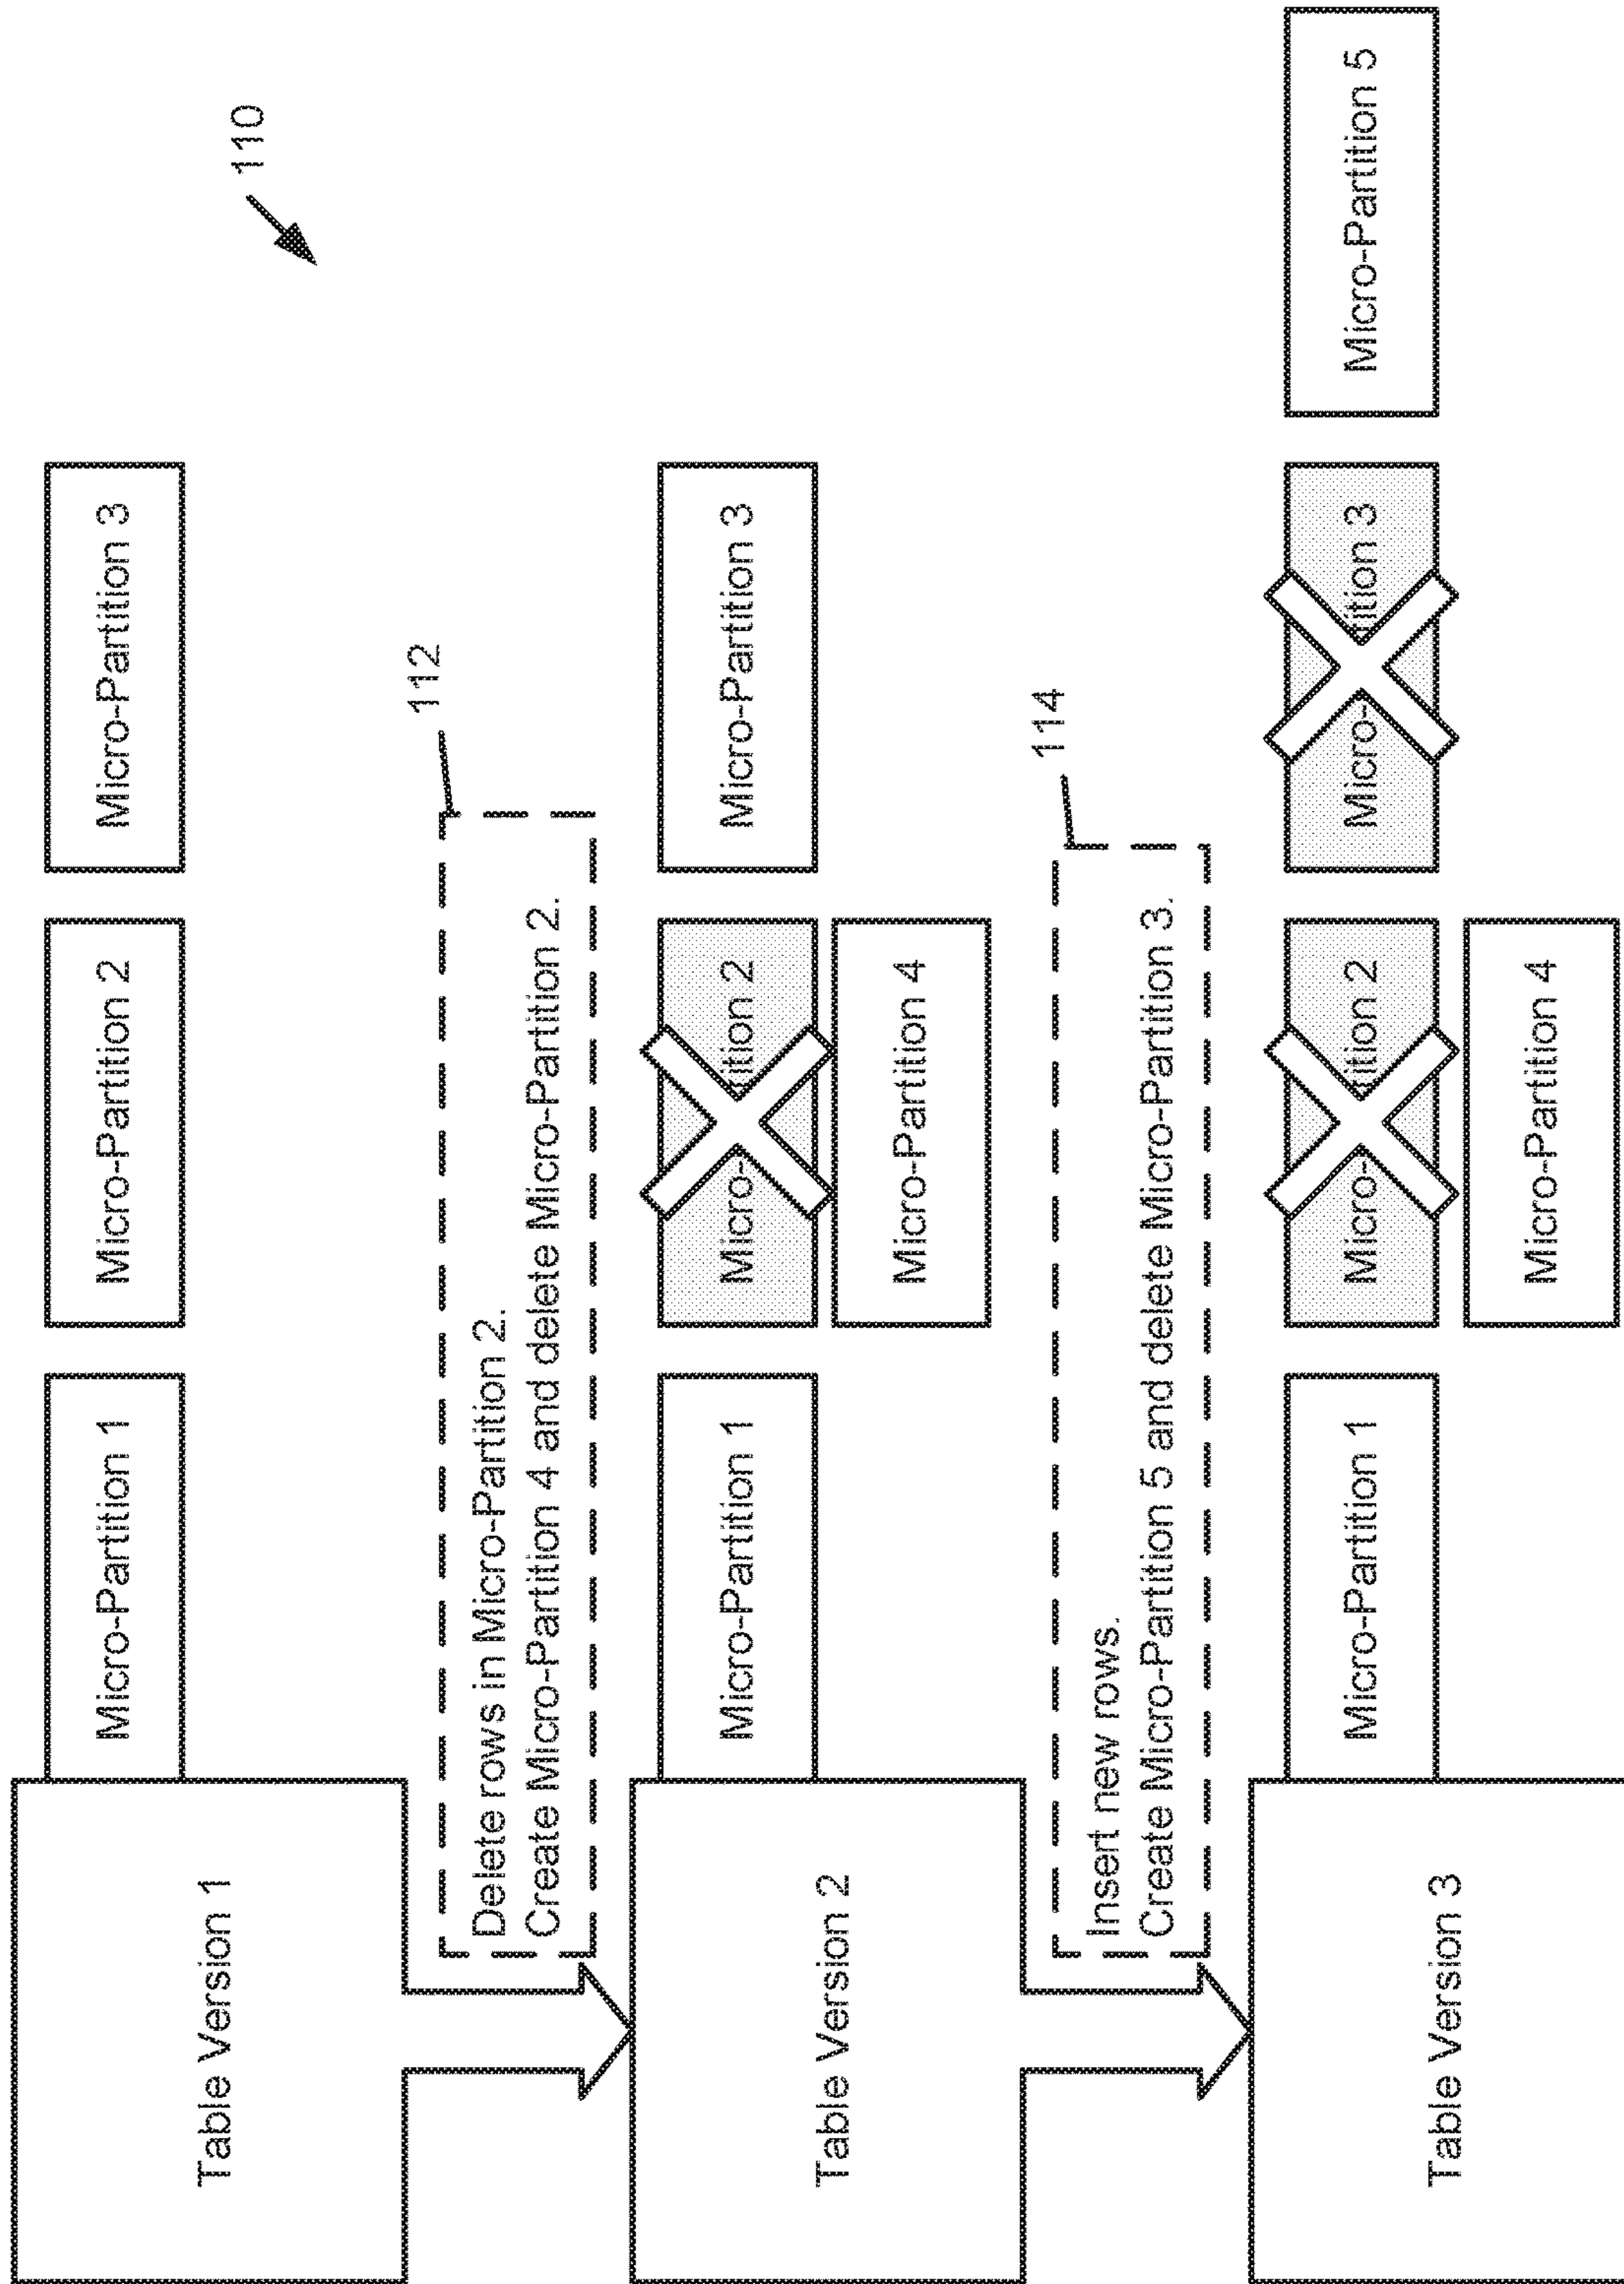 110
Table Version 1
Micro-Partition 1
Micro-Partition 2
Micro-Partition 3
112
Delete rows in Micro-Partition 2.
Create Micro-Partition 4 and delete Micro-Partition 2.
Table Version 2
Micro-Partition 1
Micro- ition 2
Micro-Partition 3
Micro-Partition 4
114
Insert new rows.
Create Micro-Partition 5 and delete Micro-Partition 3.
Table Version 3
Micro-Partition 1
Micro- ition 2
Micro- ition 3
Micro-Partition 5
Micro-Partition 4